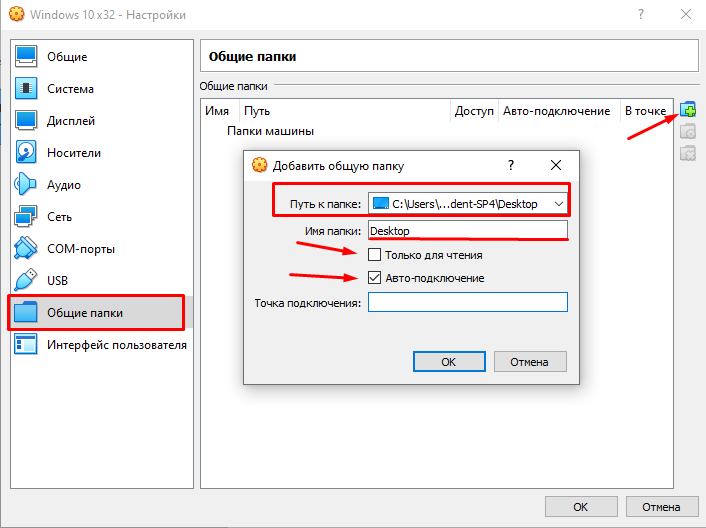 Windows 10 x32 - Настройки
?
Общие
Система
Дисплей
Носители
Аудио
Сеть
COM-порты
USB
Общие папки
Интерфейс пользователя
Общие папки
Общие папки
Имя Путь Доступ Авто-подключение В точке
Папки машины
Добавить общую папку ?
Путь к папке: C:\Users\...dent-SP4\Desktop
Имя папки: Desktop
Только для чтения
Авто-подключение
Точка подключения:
OK Отмена
OK Отмена